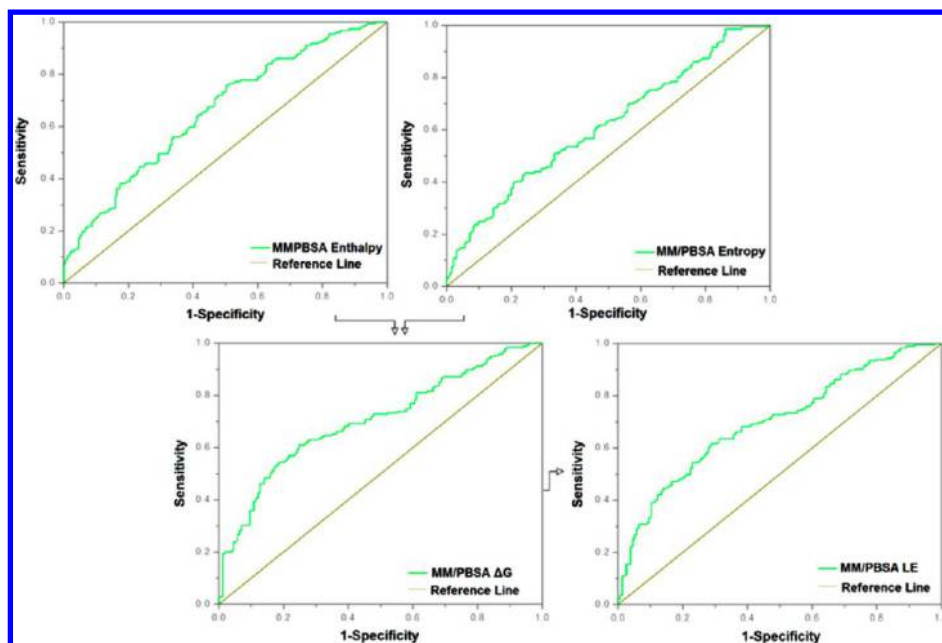 1.0
0.8
0.6
0.4
0.2
0.0
Sensitivity
MMPBSA Enthalpy
Reference Line
0.0 0.2 0.4 0.6 0.8 1.0
1-Specificity
1.0
0.8
0.6
0.4
0.2
0.0
Sensitivity
MM/PBSA Entropy
Reference Line
0.0 0.2 0.4 0.6 0.8 1.0
1-Specificity
1.0
0.8
0.6
0.4
0.2
0.0
Sensitivity
MM/PBSA ΔG
Reference Line
0.0 0.2 0.4 0.6 0.8 1.0
1-Specificity
1.0
0.8
0.6
0.4
0.2
0.0
Sensitivity
MM/PBSA LE
Reference Line
0.0 0.2 0.4 0.6 0.8 1.0
1-Specificity